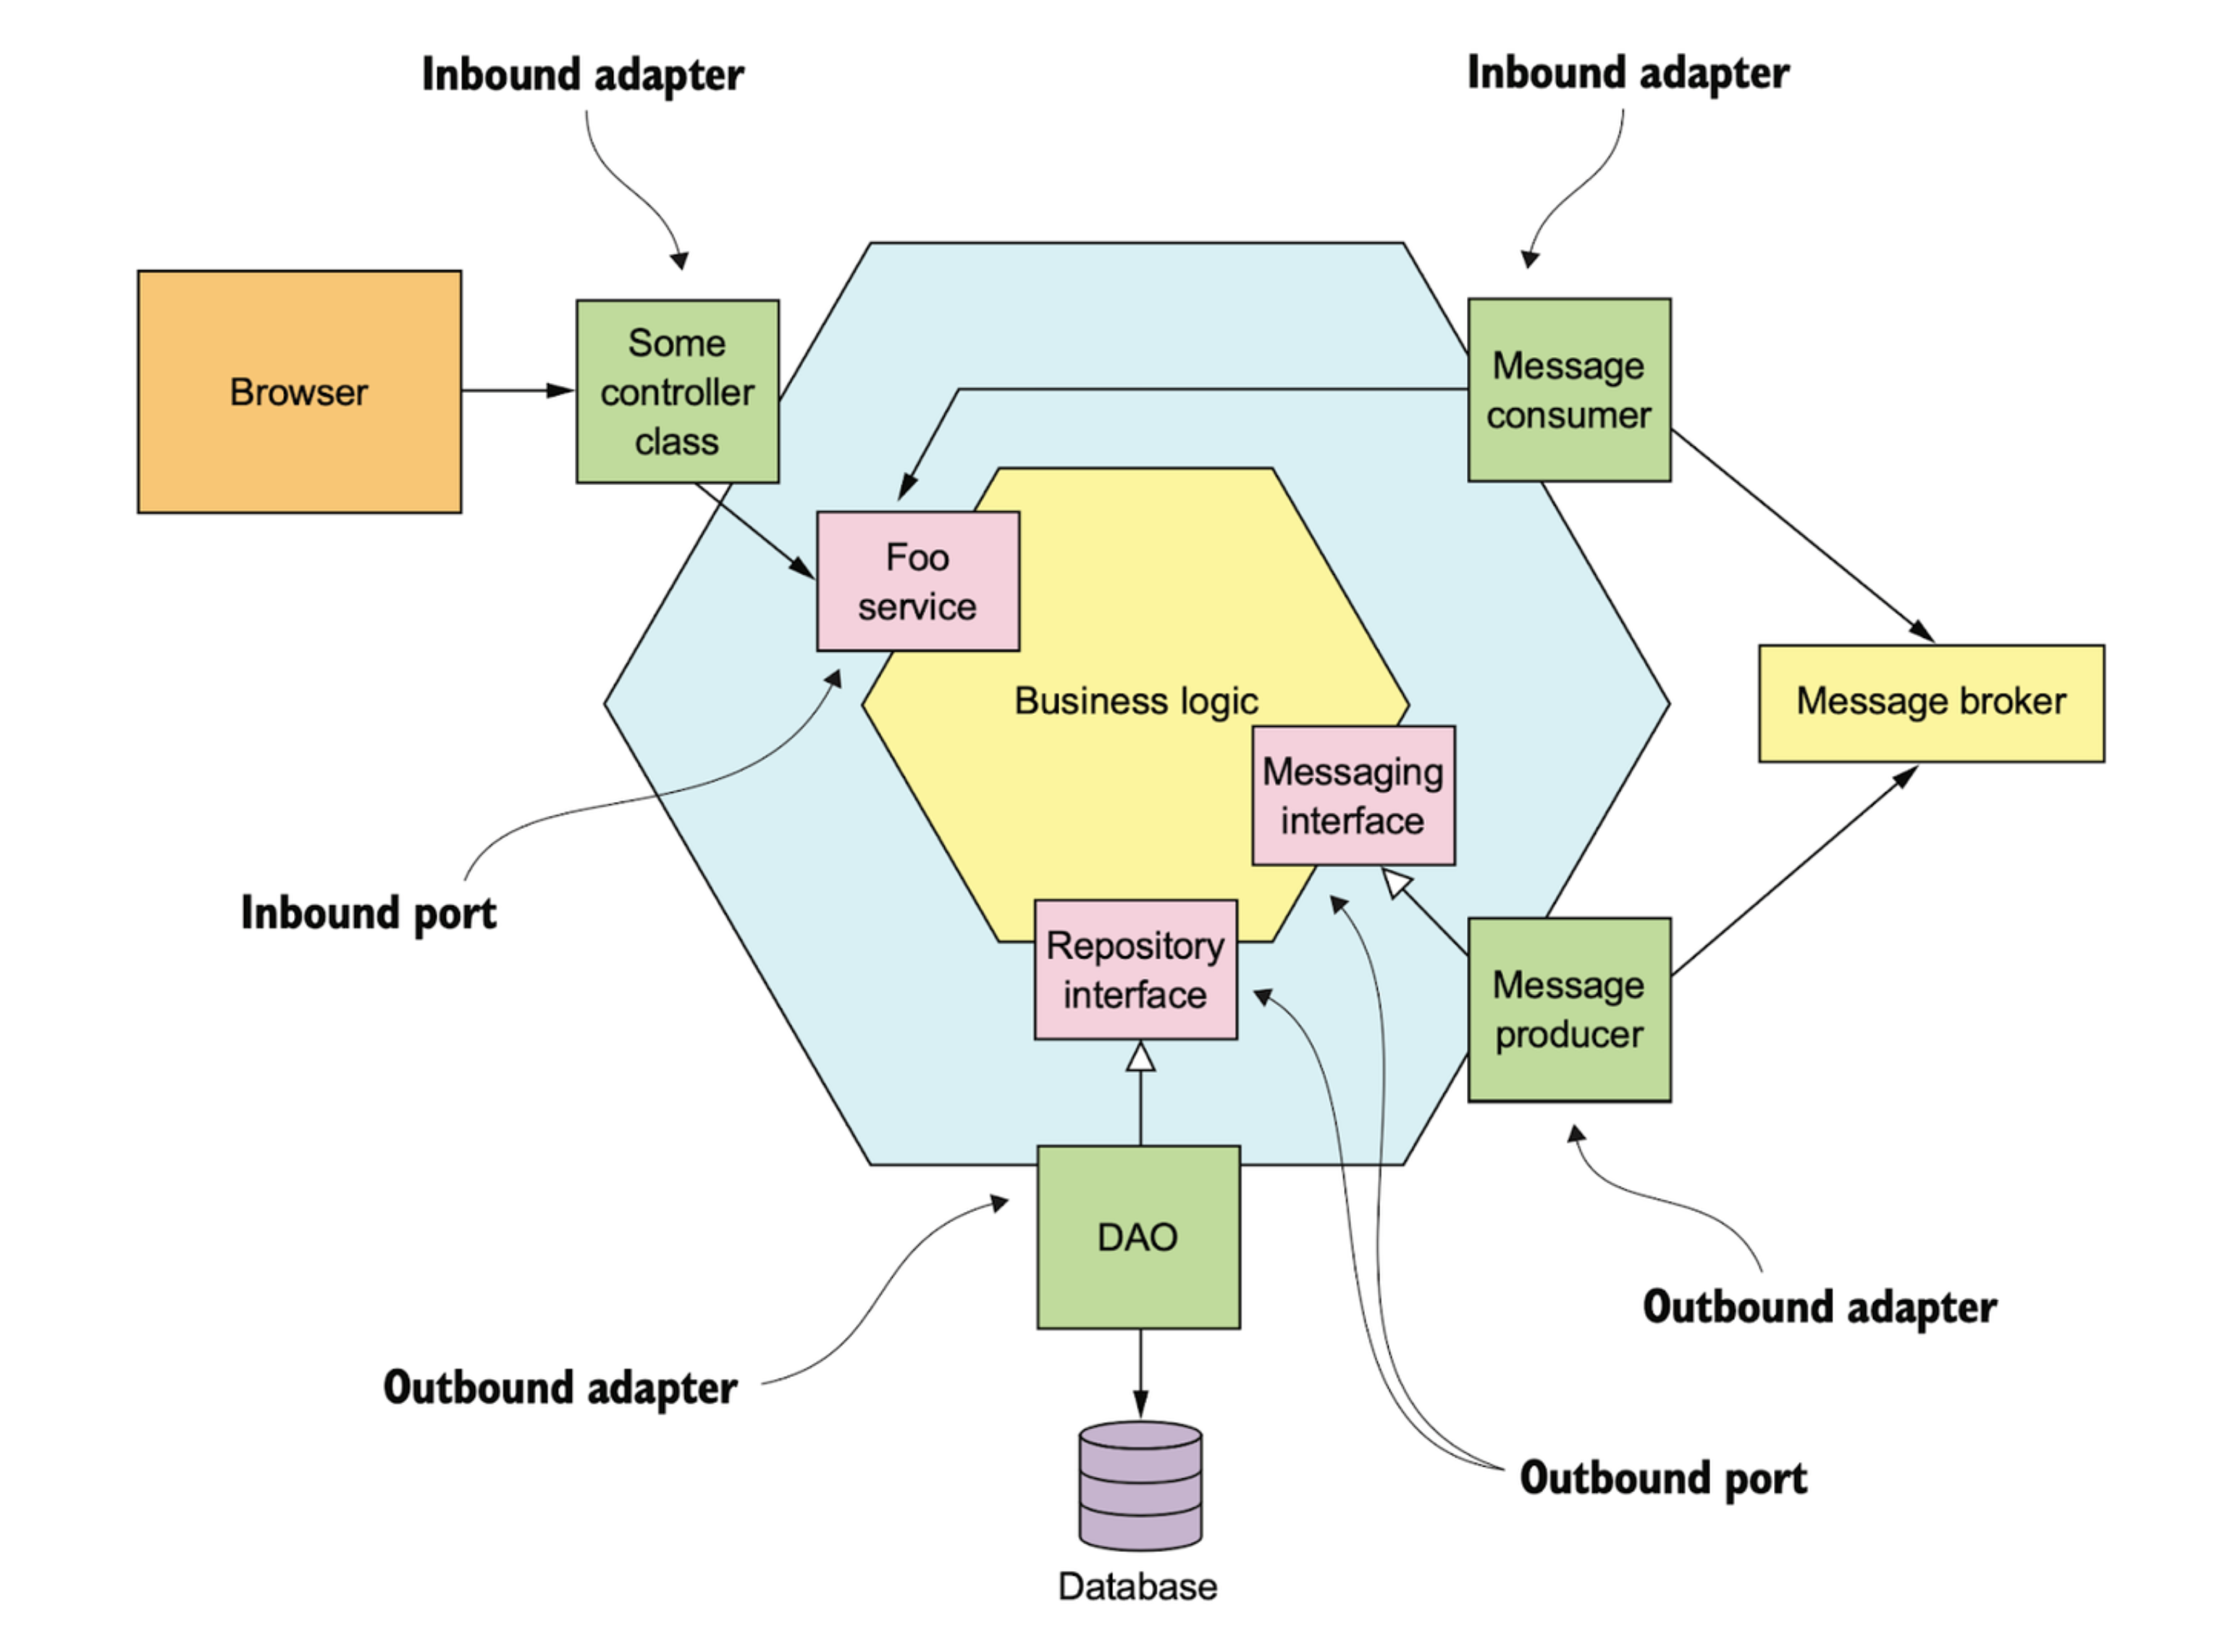 Inbound adapter
Inbound adapter
Browser
Some
controller
class
Message
consumer
Foo
service
Business logic
Message broker
Messaging
interface
Inbound port
Repository
interface
Message
producer
DAO
Outbound adapter
Outbound adapter
Outbound port
Database